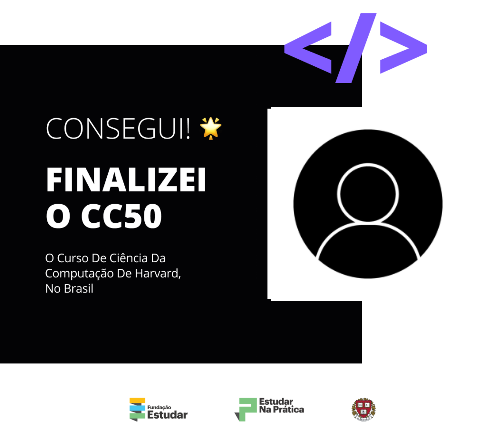 </>
CONSEGUI! 🌟
FINALIZEI
O CC50
O Curso De Ciência Da
Computação De Harvard,
No Brasil
Fundação
Estudar
Estudar
Na Prática